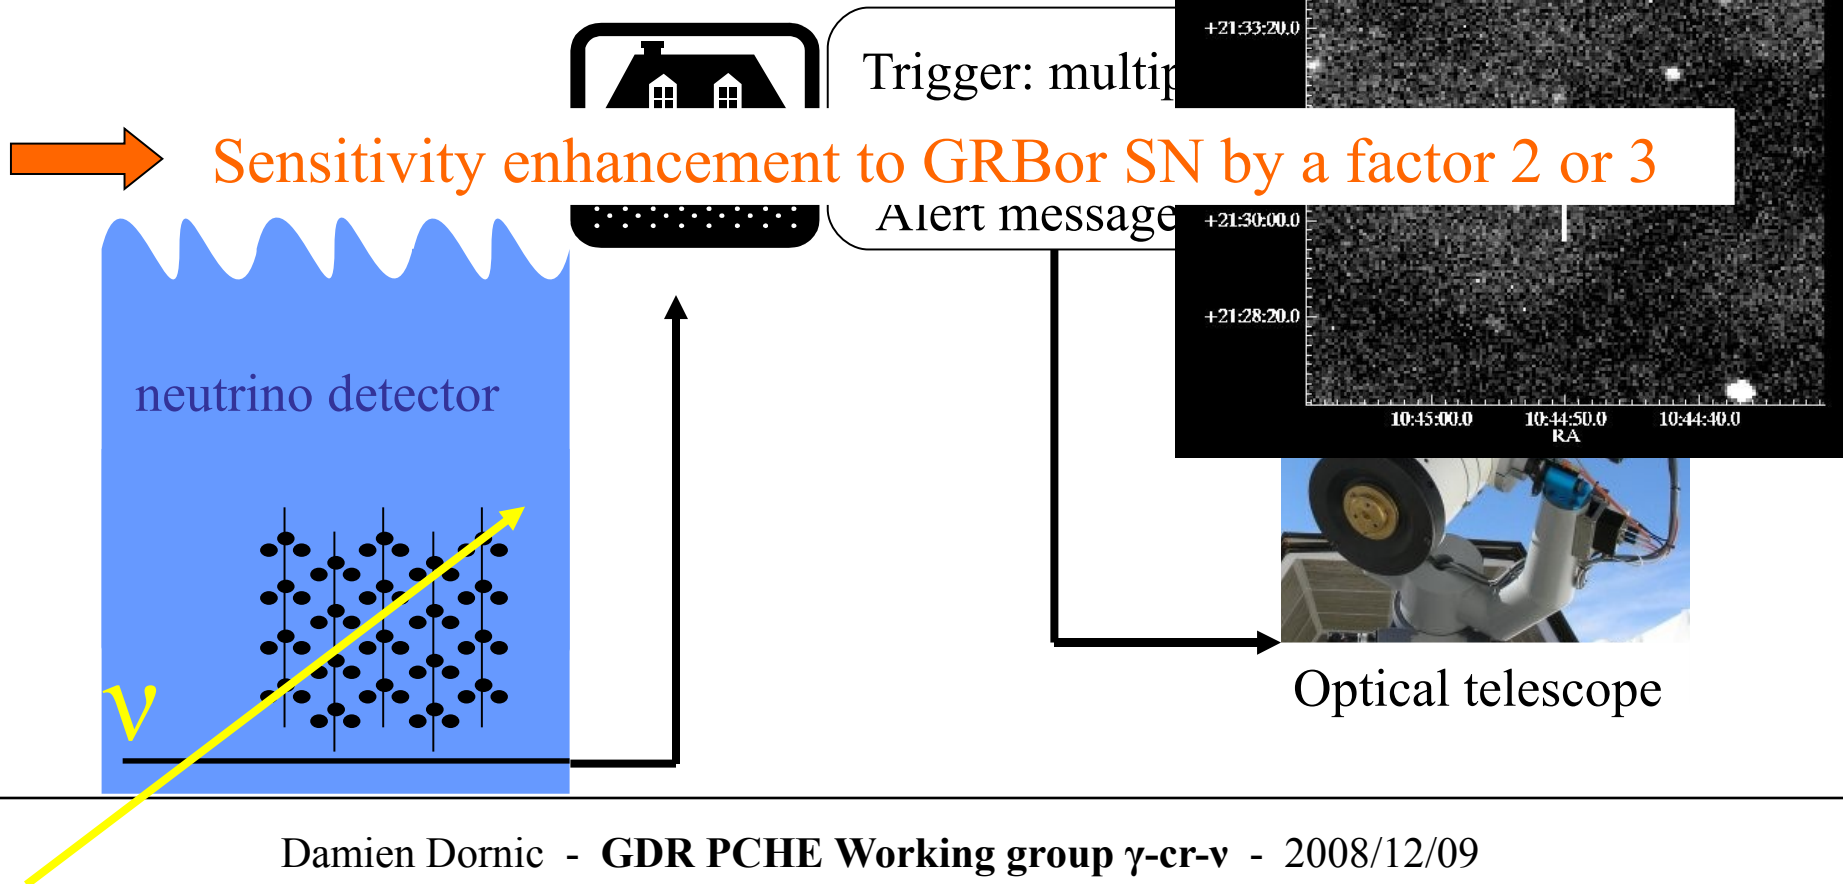 +21:33:20.0
Trigger:
Sensitivity enhancement to GRBor SN by a factor 2 or 3
Alert message
+21:30:00.0
+21:28:20.0
neutrino detector
10:45:00.0 10:44:50.0 10:44:40.0
RA
ν
Optical telescope
Damien Dornic - GDR PCHE Working group γ-cr-ν - 2008/12/09